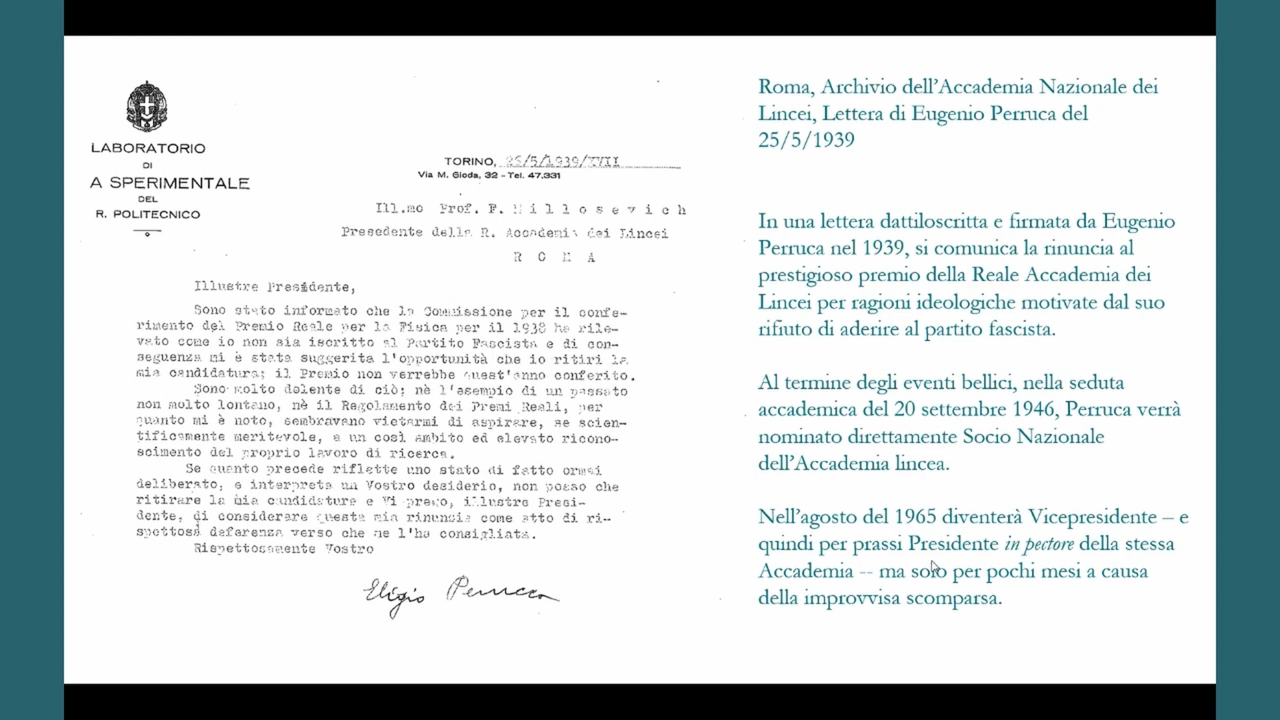 LABORATORIO
DI
A SPERIMENTALE
DEL
R. POLITECNICO
TORINO, 25/5/1939/XVII
Via M. Gioda, 32 - Tel. 47.331
Ill.mo Prof. F. Millosevich
Presedente della R. Accademia dei Lincei
R O M A
Illustre Presidente,
Sono stato informato che la Commissione per il confe-
rimento del Premio Reale per la Fisica per il 1938 ha rile-
vato come io non sia iscritto al Partito Fascista e di con-
seguenza mi è stata suggerita l'opportunità che io ritiri la
mia candidatura; il Premio non verrebbe quest'anno conferito.
Sono molto dolente di ciò; nè l'esempio di un passato
non molto lontano, nè il Regolamento dei Premi Reali, per
quanto mi è noto, sembravano vietarmi di aspirare, se scien-
tificamente meritevole, a un così ambito ed elevato ricono-
scimento del proprio lavoro di ricerca.
Se quanto precede riflette uno stato di fatto ormai
deliberato, e interpreta un Vostro desiderio, non posso che
ritirare la mia candidatura e Vi prego, illustre Presi-
dente, di considerare questa mia rinuncia come atto di ri-
spettosa deferenza verso che me l'ha consigliata.
Rispettosamente Vostro
Eligio Perucca
Roma, Archivio dell'Accademia Nazionale dei
Lincei, Lettera di Eugenio Perruca del
25/5/1939
In una lettera dattiloscritta e firmata da Eugenio
Perruca nel 1939, si comunica la rinuncia al
prestigioso premio della Reale Accademia dei
Lincei per ragioni ideologiche motivate dal suo
rifiuto di aderire al partito fascista.
Al termine degli eventi bellici, nella seduta
accademica del 20 settembre 1946, Perruca verrà
nominato direttamente Socio Nazionale
dell'Accademia lincea.
Nell'agosto del 1965 diventerà Vicepresidente – e
quindi per prassi Presidente in pectore della stessa
Accademia -- ma solo per pochi mesi a causa
della improvvisa scomparsa.